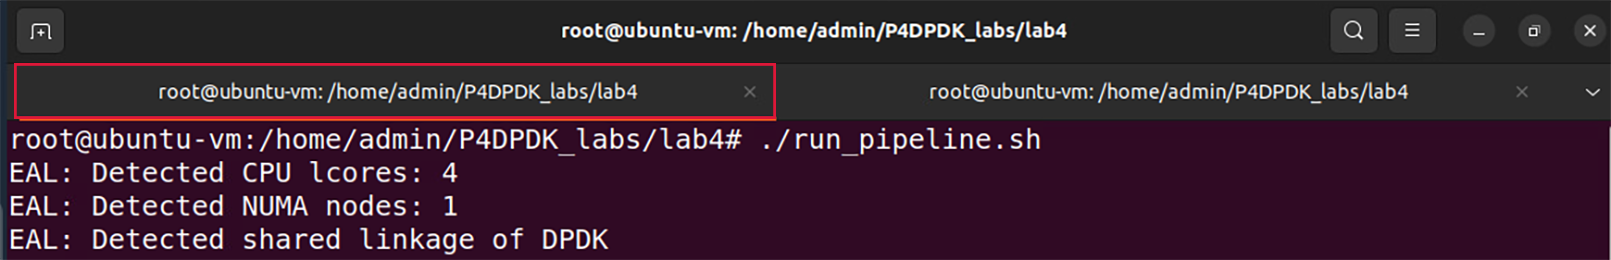 root@ubuntu-vm: /home/admin/P4DPDK_labs/lab4
root@ubuntu-vm: /home/admin/P4DPDK_labs/lab4
root@ubuntu-vm: /home/admin/P4DPDK_labs/lab4
root@ubuntu-vm:/home/admin/P4DPDK_labs/lab4# ./run_pipeline.sh
EAL: Detected CPU lcores: 4
EAL: Detected NUMA nodes: 1
EAL: Detected shared linkage of DPDK